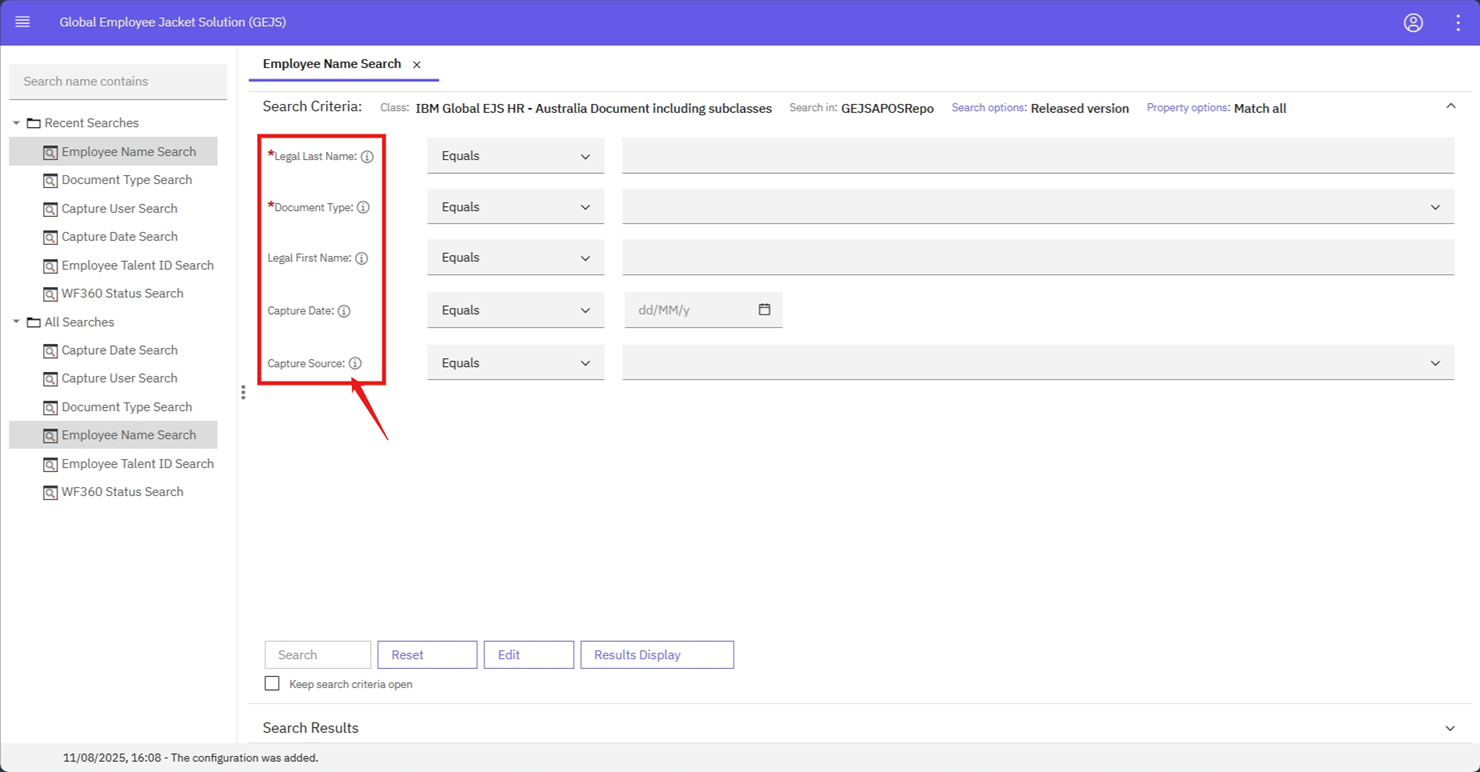 Global Employee Jacket Solution (GEJS)
Search name contains
Recent Searches
Employee Name Search
Document Type Search
Capture User Search
Capture Date Search
Employee Talent ID Search
WF360 Status Search
All Searches
Capture Date Search
Capture User Search
Document Type Search
Employee Name Search
Employee Talent ID Search
WF360 Status Search
Employee Name Search
Search Criteria: Class: IBM Global EJS HR - Australia Document including subclasses Search in: GEJSAPOSRepo Search options: Released version Property options: Match all
*Legal Last Name: Equals
*Document Type: Equals
Legal First Name: Equals
Capture Date: Equals dd/MM/y
Capture Source: Equals
Search Reset Edit Results Display
Keep search criteria open
Search Results
11/08/2025, 16:08 - The configuration was added.